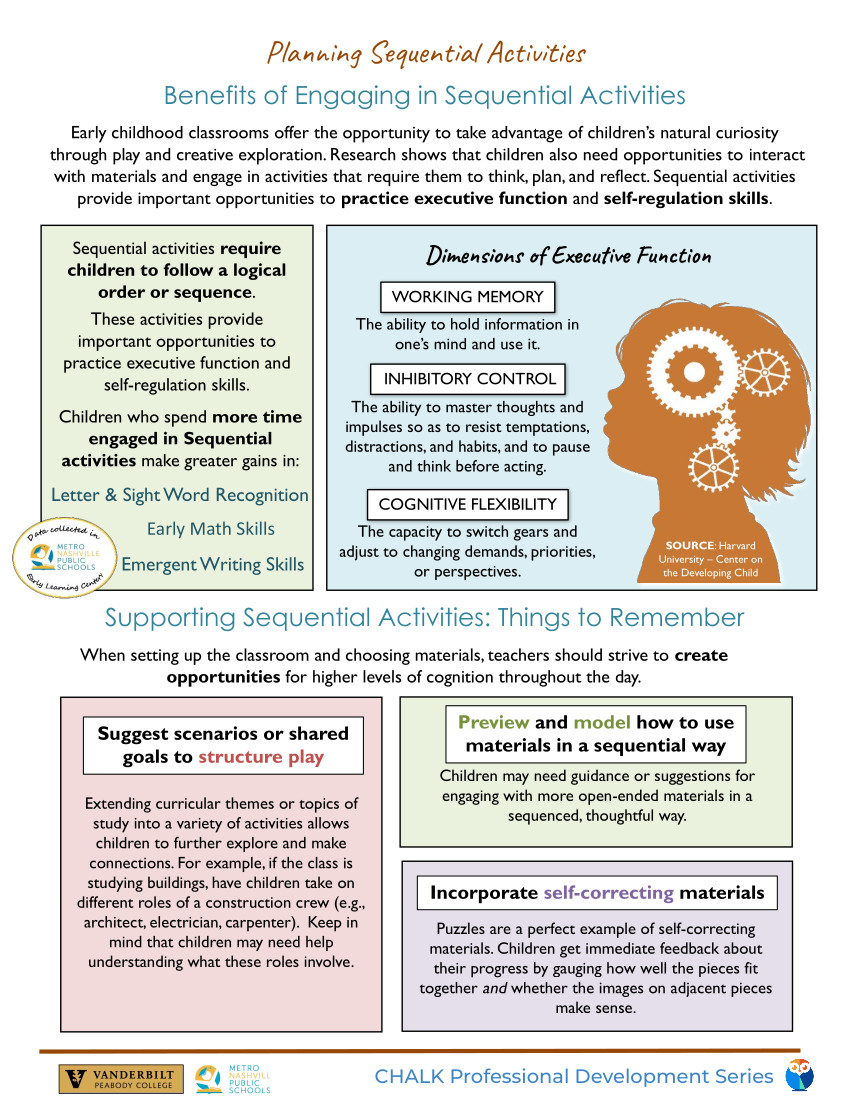 Planning Sequential Activities
Benefits of Engaging in Sequential Activities
Early childhood classrooms offer the opportunity to take advantage of children's natural curiosity
through play and creative exploration. Research shows that children also need opportunities to interact
with materials and engage in activities that require them to think, plan, and reflect. Sequential activities
provide important opportunities to practice executive function and self-regulation skills.
Sequential activities require
children to follow a logical
order or sequence.
These activities provide
important opportunities to
practice executive function and
self-regulation skills.
Children who spend more time
engaged in Sequential
activities make greater gains in:
Letter & Sight Word Recognition
Early Math Skills
Emergent Writing Skills
Data collected in
METRO
NASHVILLE
PUBLIC
SCHOOLS
Early Learning Centers
Dimensions of Executive Function
WORKING MEMORY
The ability to hold information in
one's mind and use it.
INHIBITORY CONTROL
The ability to master thoughts and
impulses so as to resist temptations,
distractions, and habits, and to pause
and think before acting.
COGNITIVE FLEXIBILITY
The capacity to switch gears and
adjust to changing demands, priorities,
or perspectives.
SOURCE: Harvard
University – Center on
the Developing Child
Supporting Sequential Activities: Things to Remember
When setting up the classroom and choosing materials, teachers should strive to create
opportunities for higher levels of cognition throughout the day.
Suggest scenarios or shared
goals to structure play
Extending curricular themes or topics of
study into a variety of activities allows
children to further explore and make
connections. For example, if the class is
studying buildings, have children take on
different roles of a construction crew (e.g.,
architect, electrician, carpenter). Keep in
mind that children may need help
understanding what these roles involve.
Preview and model how to use
materials in a sequential way
Children may need guidance or suggestions for
engaging with more open-ended materials in a
sequenced, thoughtful way.
Incorporate self-correcting materials
Puzzles are a perfect example of self-correcting
materials. Children get immediate feedback about
their progress by gauging how well the pieces fit
together and whether the images on adjacent pieces
make sense.
V VANDERBILT
PEABODY COLLEGE
METRO
NASHVILLE
PUBLIC
SCHOOLS
CHALK Professional Development Series